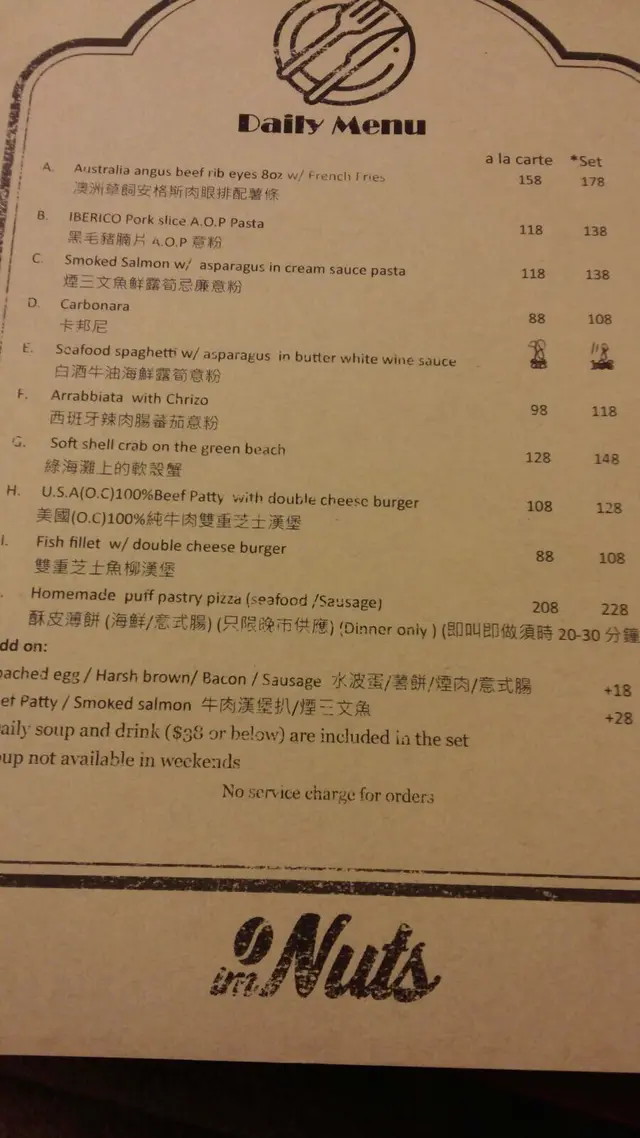 Daily Menu
a la carte *Set
A. Australia angus beef rib eyes 8oz w/ French Fries 158 178
澳洲草飼安格斯肉眼排配薯條
B. IBERICO Pork slice A.O.P Pasta 118 138
黑毛豬腩片 A.O.P 意粉
C. Smoked Salmon w/ asparagus in cream sauce pasta 118 138
煙三文魚鮮露筍忌廉意粉
D. Carbonara 88 108
卡邦尼
E. Seafood spaghetti w/ asparagus in butter white wine sauce
白酒牛油海鮮露筍意粉
F. Arrabbiata with Chrizo 98 118
西班牙辣肉腸蕃茄意粉
G. Soft shell crab on the green beach 128 148
綠海灘上的軟殼蟹
H. U.S.A(O.C)100%Beef Patty with double cheese burger 108 128
美國(O.C)100%純牛肉雙重芝士漢堡
I. Fish fillet w/ double cheese burger 88 108
雙重芝士魚柳漢堡
Homemade puff pastry pizza (seafood /Sausage) 208 228
酥皮薄餅 (海鮮/意式腸) (只限晚市供應) (Dinner only ) (即叫即做須時 20-30 分鐘
dd on:
oached egg / Harsh brown/ Bacon / Sausage 水波蛋/薯餅/煙肉/意式腸 +18
ef Patty / Smoked salmon 牛肉漢堡扒/煙三文魚 +28
aily soup and drink ($38 or below) are included in the set
oup not available in weekends
No service charge for orders
im Nuts